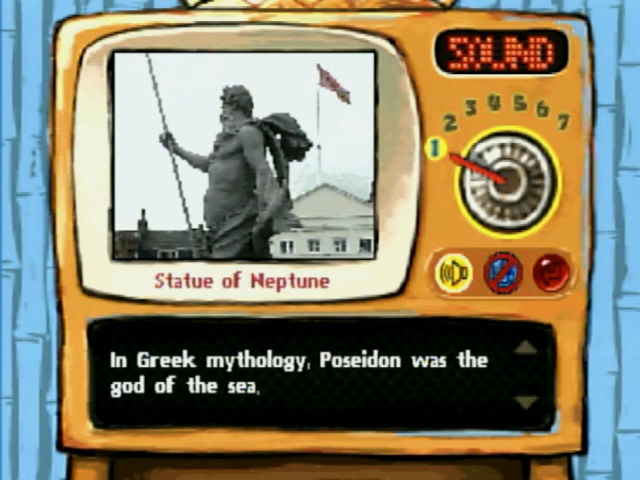 SOUND
1 2 3 4 5 6 7
Statue of Neptune
In Greek mythology, Poseidon was the
god of the sea,